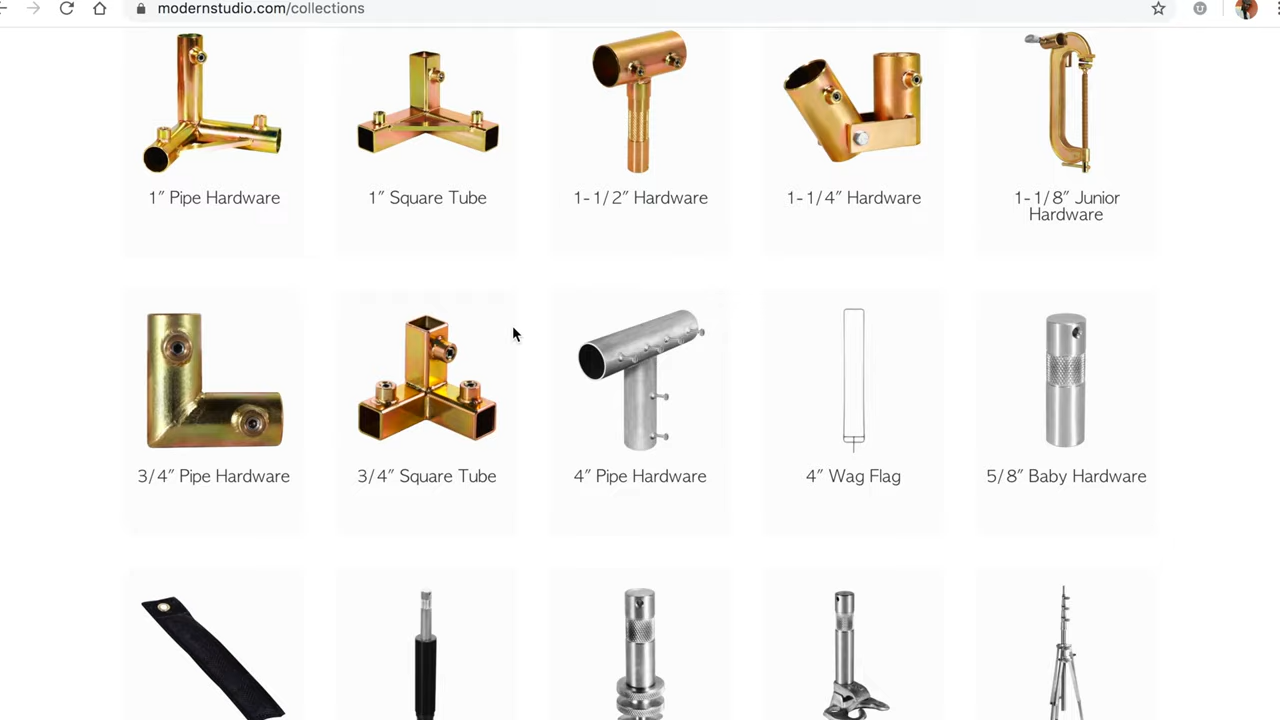 modernstudio.com/collections
1″ Pipe Hardware
1″ Square Tube
1-1/2″ Hardware
1-1/4″ Hardware
1-1/8″ Junior
Hardware
3/4″ Pipe Hardware
3/4″ Square Tube
4″ Pipe Hardware
4″ Wag Flag
5/8″ Baby Hardware